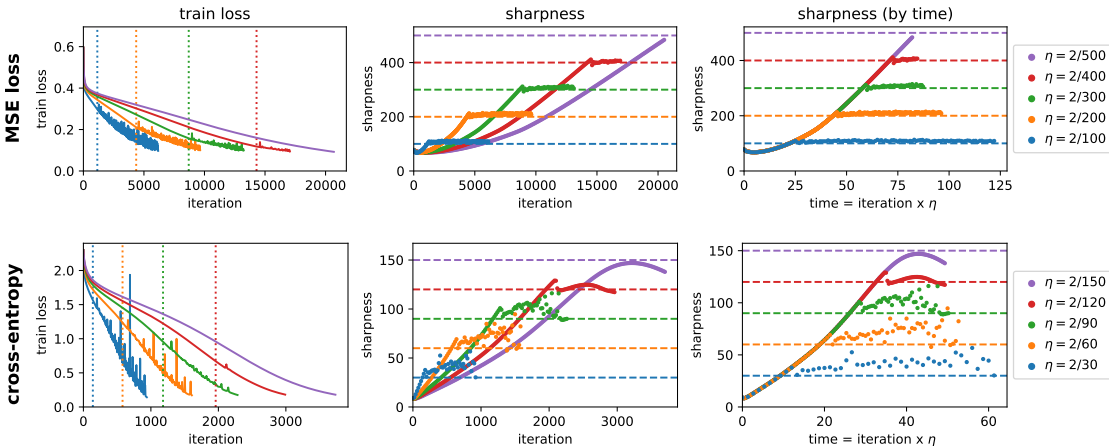 train loss
sharpness
sharpness (by time)
MSE loss
train loss
0.6
0.4
0.2
0.0
0
5000
10000
15000
20000
iteration
sharpness
400
200
0
0
5000
10000
15000
20000
iteration
sharpness
400
200
0
0
25
50
75
100
125
time = iteration x η
η = 2/500
η = 2/400
η = 2/300
η = 2/200
η = 2/100
cross-entropy
train loss
2.0
1.5
1.0
0.5
0.0
0
1000
2000
3000
iteration
sharpness
150
100
50
0
0
1000
2000
3000
iteration
sharpness
150
100
50
0
0
20
40
60
time = iteration x η
η = 2/150
η = 2/120
η = 2/90
η = 2/60
η = 2/30